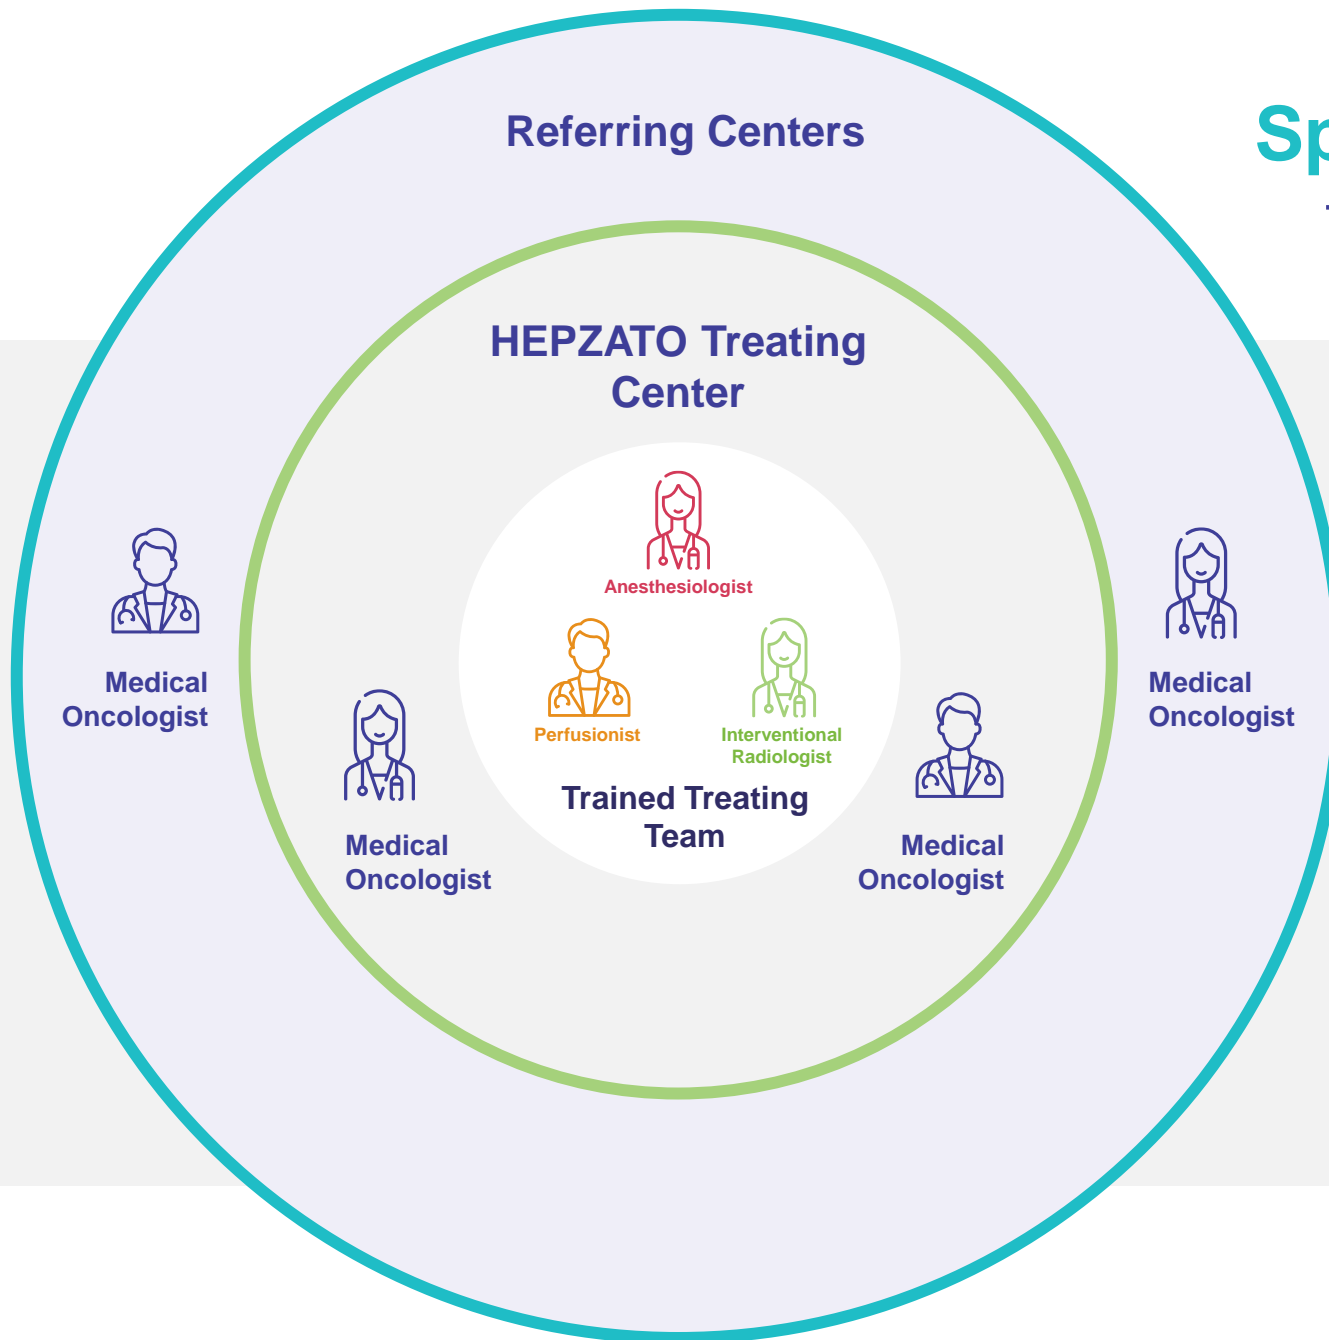 Referring Centers
Sp
HEPZATO Treating
Center
Anesthesiologist
Perfusionist
Interventional
Radiologist
Trained Treating
Team
Medical
Oncologist
Medical
Oncologist
Medical
Oncologist
Medical
Oncologist